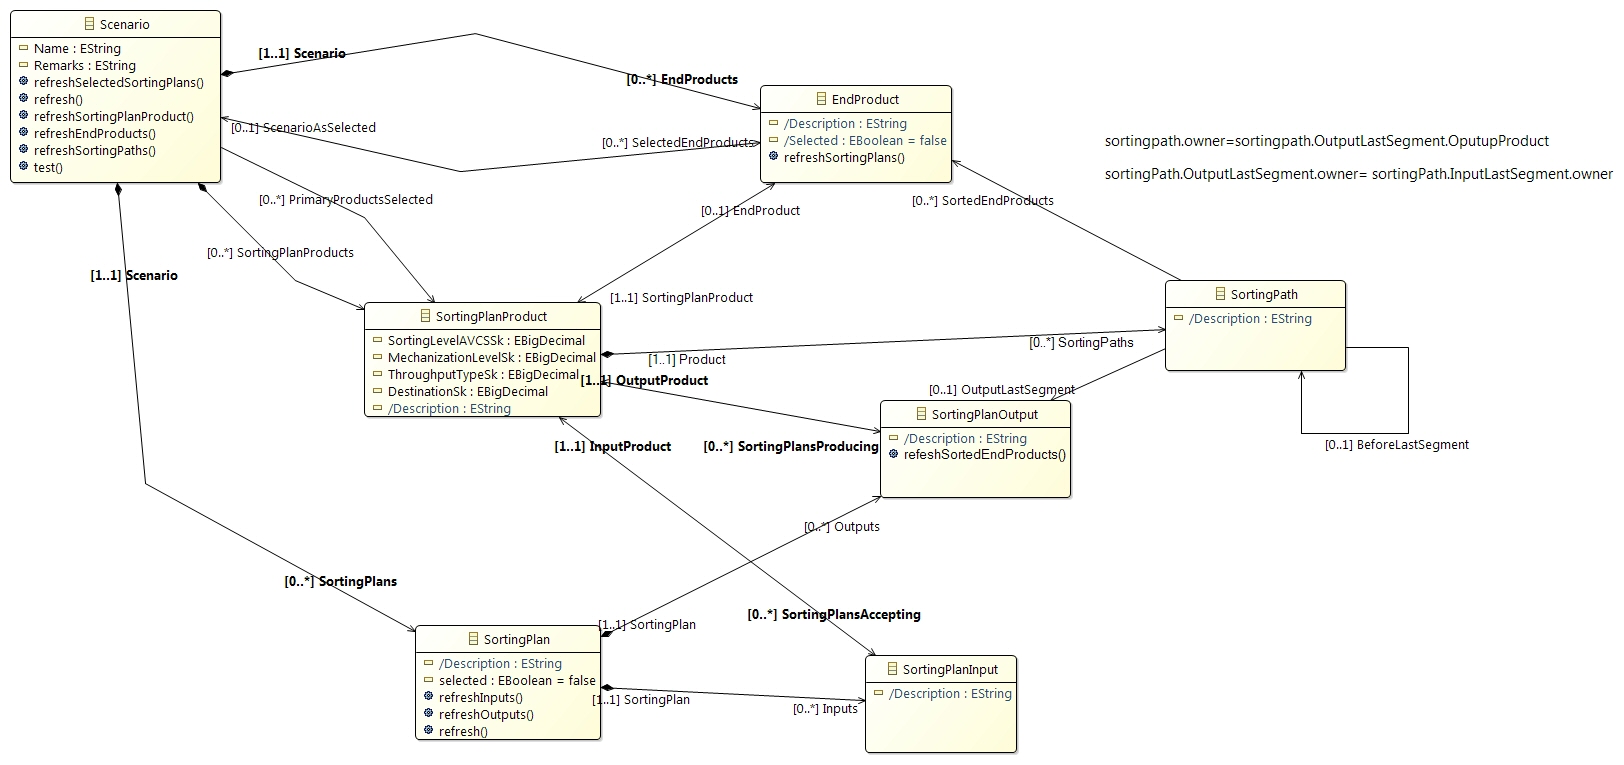 Scenario
Name : EString
Remarks : EString
refreshSelectedSortingPlans()
refresh()
refreshSortingPlanProduct()
refreshEndProducts()
refreshSortingPaths()
test()
[1..1] Scenario
[0..*] EndProducts
[0..1] ScenarioAsSelected
[0..*] SelectedEndProducts
EndProduct
/Description : EString
/Selected : EBoolean = false
refreshSortingPlans()
sortingpath.owner=sortingpath.OutputLastSegment.OputupProduct
sortingPath.OutputLastSegment.owner= sortingPath.InputLastSegment.owner
[0..*] PrimaryProductsSelected
[0..1] EndProduct
[0..*] SortedEndProducts
[0..*] SortingPlanProducts
[1..1] Scenario
[1..1] SortingPlanProduct
SortingPlanProduct
SortingLevelAVCSSk : EBigDecimal
MechanizationLevelSk : EBigDecimal
ThroughputTypeSk : EBigDecimal
DestinationSk : EBigDecimal
/Description : EString
SortingPath
/Description : EString
[0..*] SortingPaths
[1..1] Product
[1..1] OutputProduct
[0..1] OutputLastSegment
SortingPlanOutput
/Description : EString
refeshSortedEndProducts()
[0..1] BeforeLastSegment
[1..1] InputProduct
[0..*] SortingPlansProducing
[0..*] Outputs
[0..*] SortingPlans
[0..*] SortingPlansAccepting
[1..1] SortingPlan
SortingPlan
/Description : EString
selected : EBoolean = false
refreshInputs()
refreshOutputs()
refresh()
[1..1] SortingPlan
[0..*] Inputs
SortingPlanInput
/Description : EString